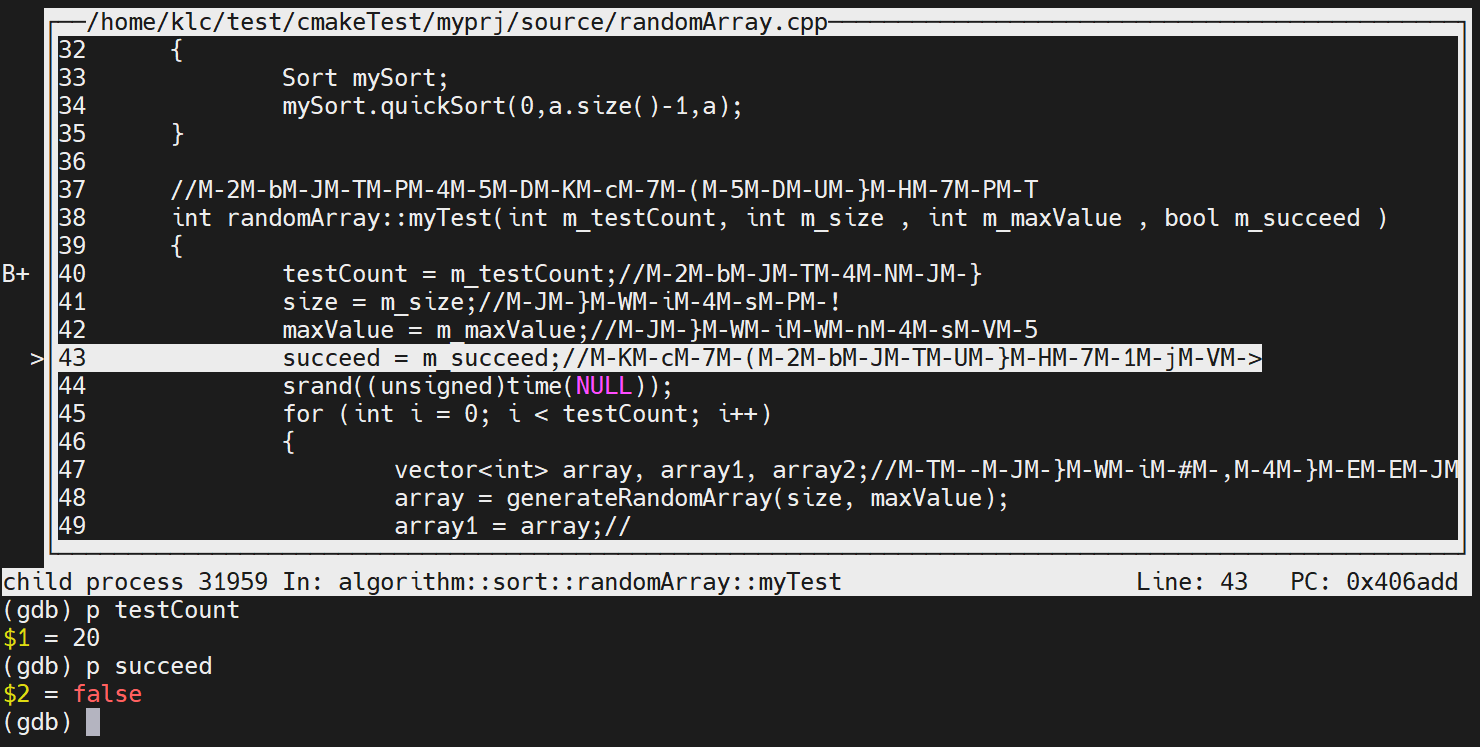 /home/klc/test/cmakeTest/myprj/source/randomArray.cpp
32 {
33 Sort mySort;
34 mySort.quickSort(0,a.size()-1,a);
35 }
36
37 //M-2M-bM-JM-TM-PM-4M-5M-DM-KM-cM-7M-(M-5M-DM-UM-}M-HM-7M-PM-T
38 int randomArray::myTest(int m_testCount, int m_size , int m_maxValue , bool m_succeed )
39 {
B+ 40 testCount = m_testCount;//M-2M-bM-JM-TM-4M-NM-JM-}
41 size = m_size;//M-JM-}M-WM-iM-4M-sM-PM-!
42 maxValue = m_maxValue;//M-JM-}M-WM-iM-WM-nM-4M-sM-VM-5
> 43 succeed = m_succeed;//M-KM-cM-7M-(M-2M-bM-JM-TM-UM-}M-HM-7M-1M-jM-VM->
44 srand((unsigned)time(NULL));
45 for (int i = 0; i < testCount; i++)
46 {
47 vector<int> array, array1, array2;//M-TM--M-JM-}M-WM-iM-#M-,M-4M-}M-EM-EM-JM
48 array = generateRandomArray(size, maxValue);
49 array1 = array;//
child process 31959 In: algorithm::sort::randomArray::myTest Line: 43 PC: 0x406add
(gdb) p testCount
$1 = 20
(gdb) p succeed
$2 = false
(gdb)